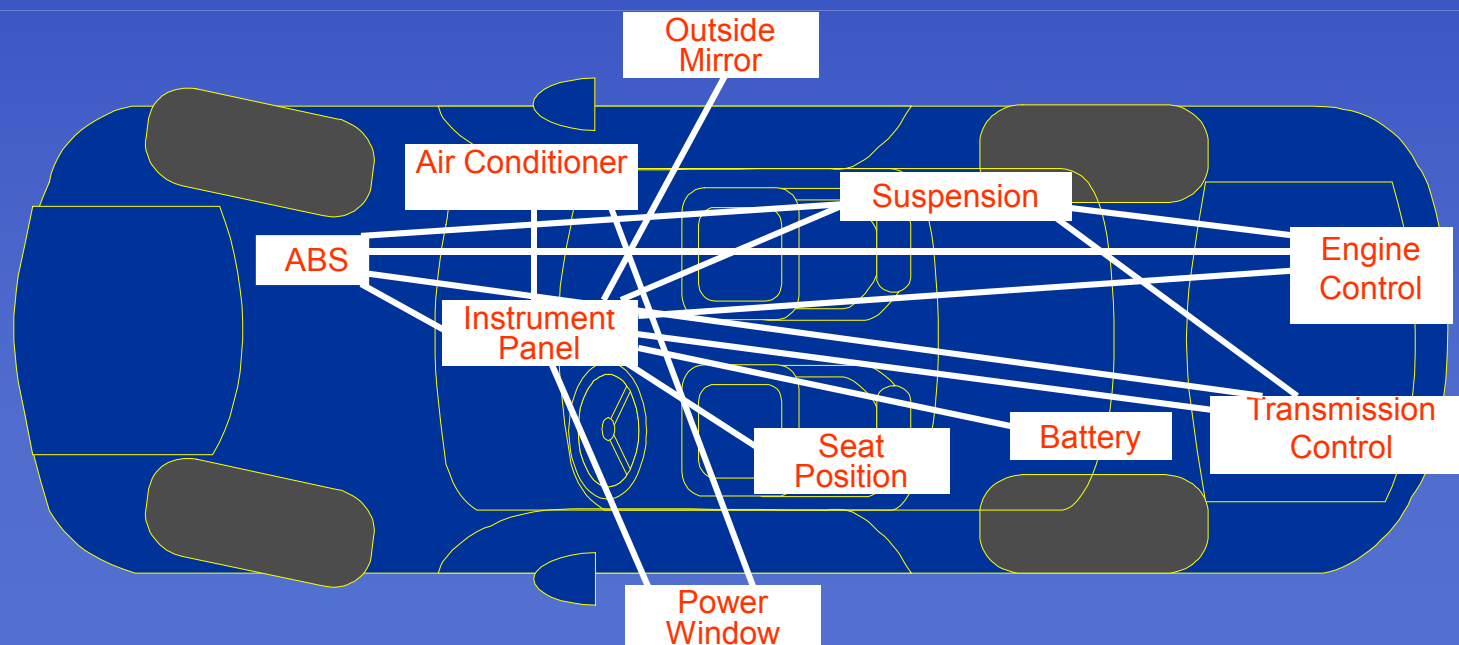 Outside
Mirror
Air Conditioner
Suspension
ABS
Engine
Control
Instrument
Panel
Transmission
Control
Battery
Seat
Position
Power
Window